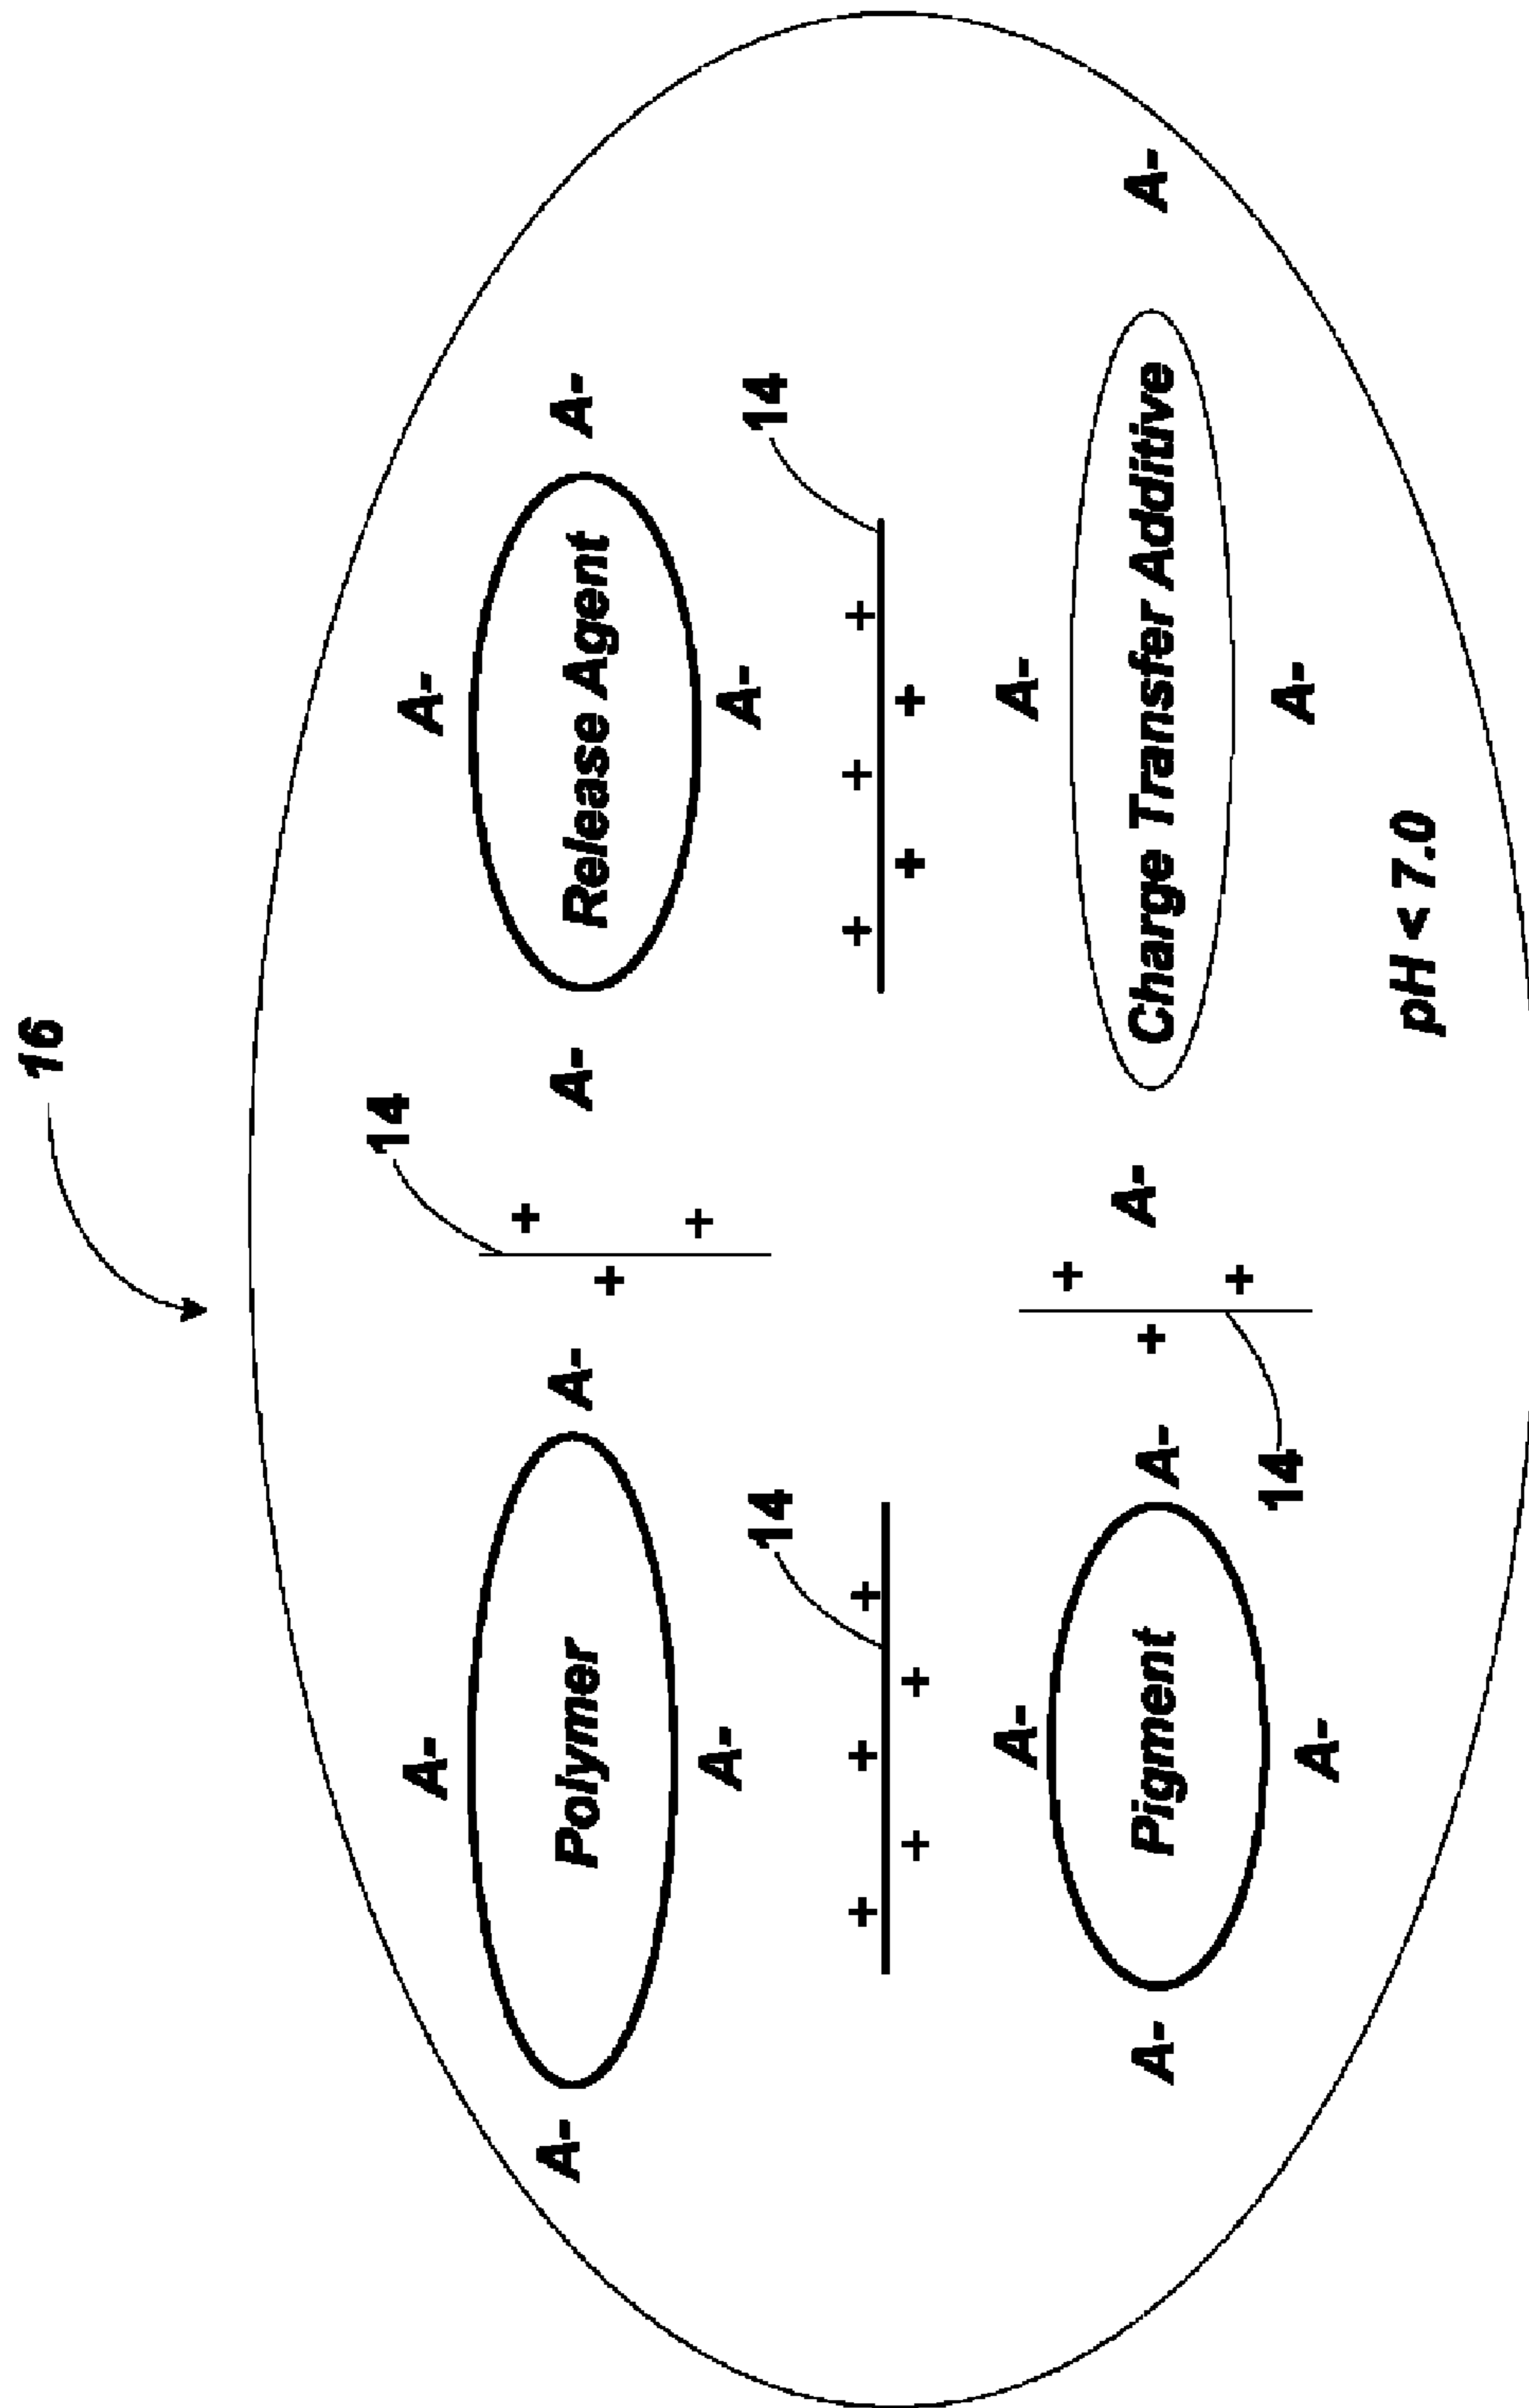 16
14
A- A-
+
A- Polymer A- A- Release Agent A-
+
+
A- A-
14 14
+ + + + + +
+ + + +
A- A-
+
A- Pigment A- + A- Charge Transfer Additive A-
+
A- 14 A-
pH < 7.0